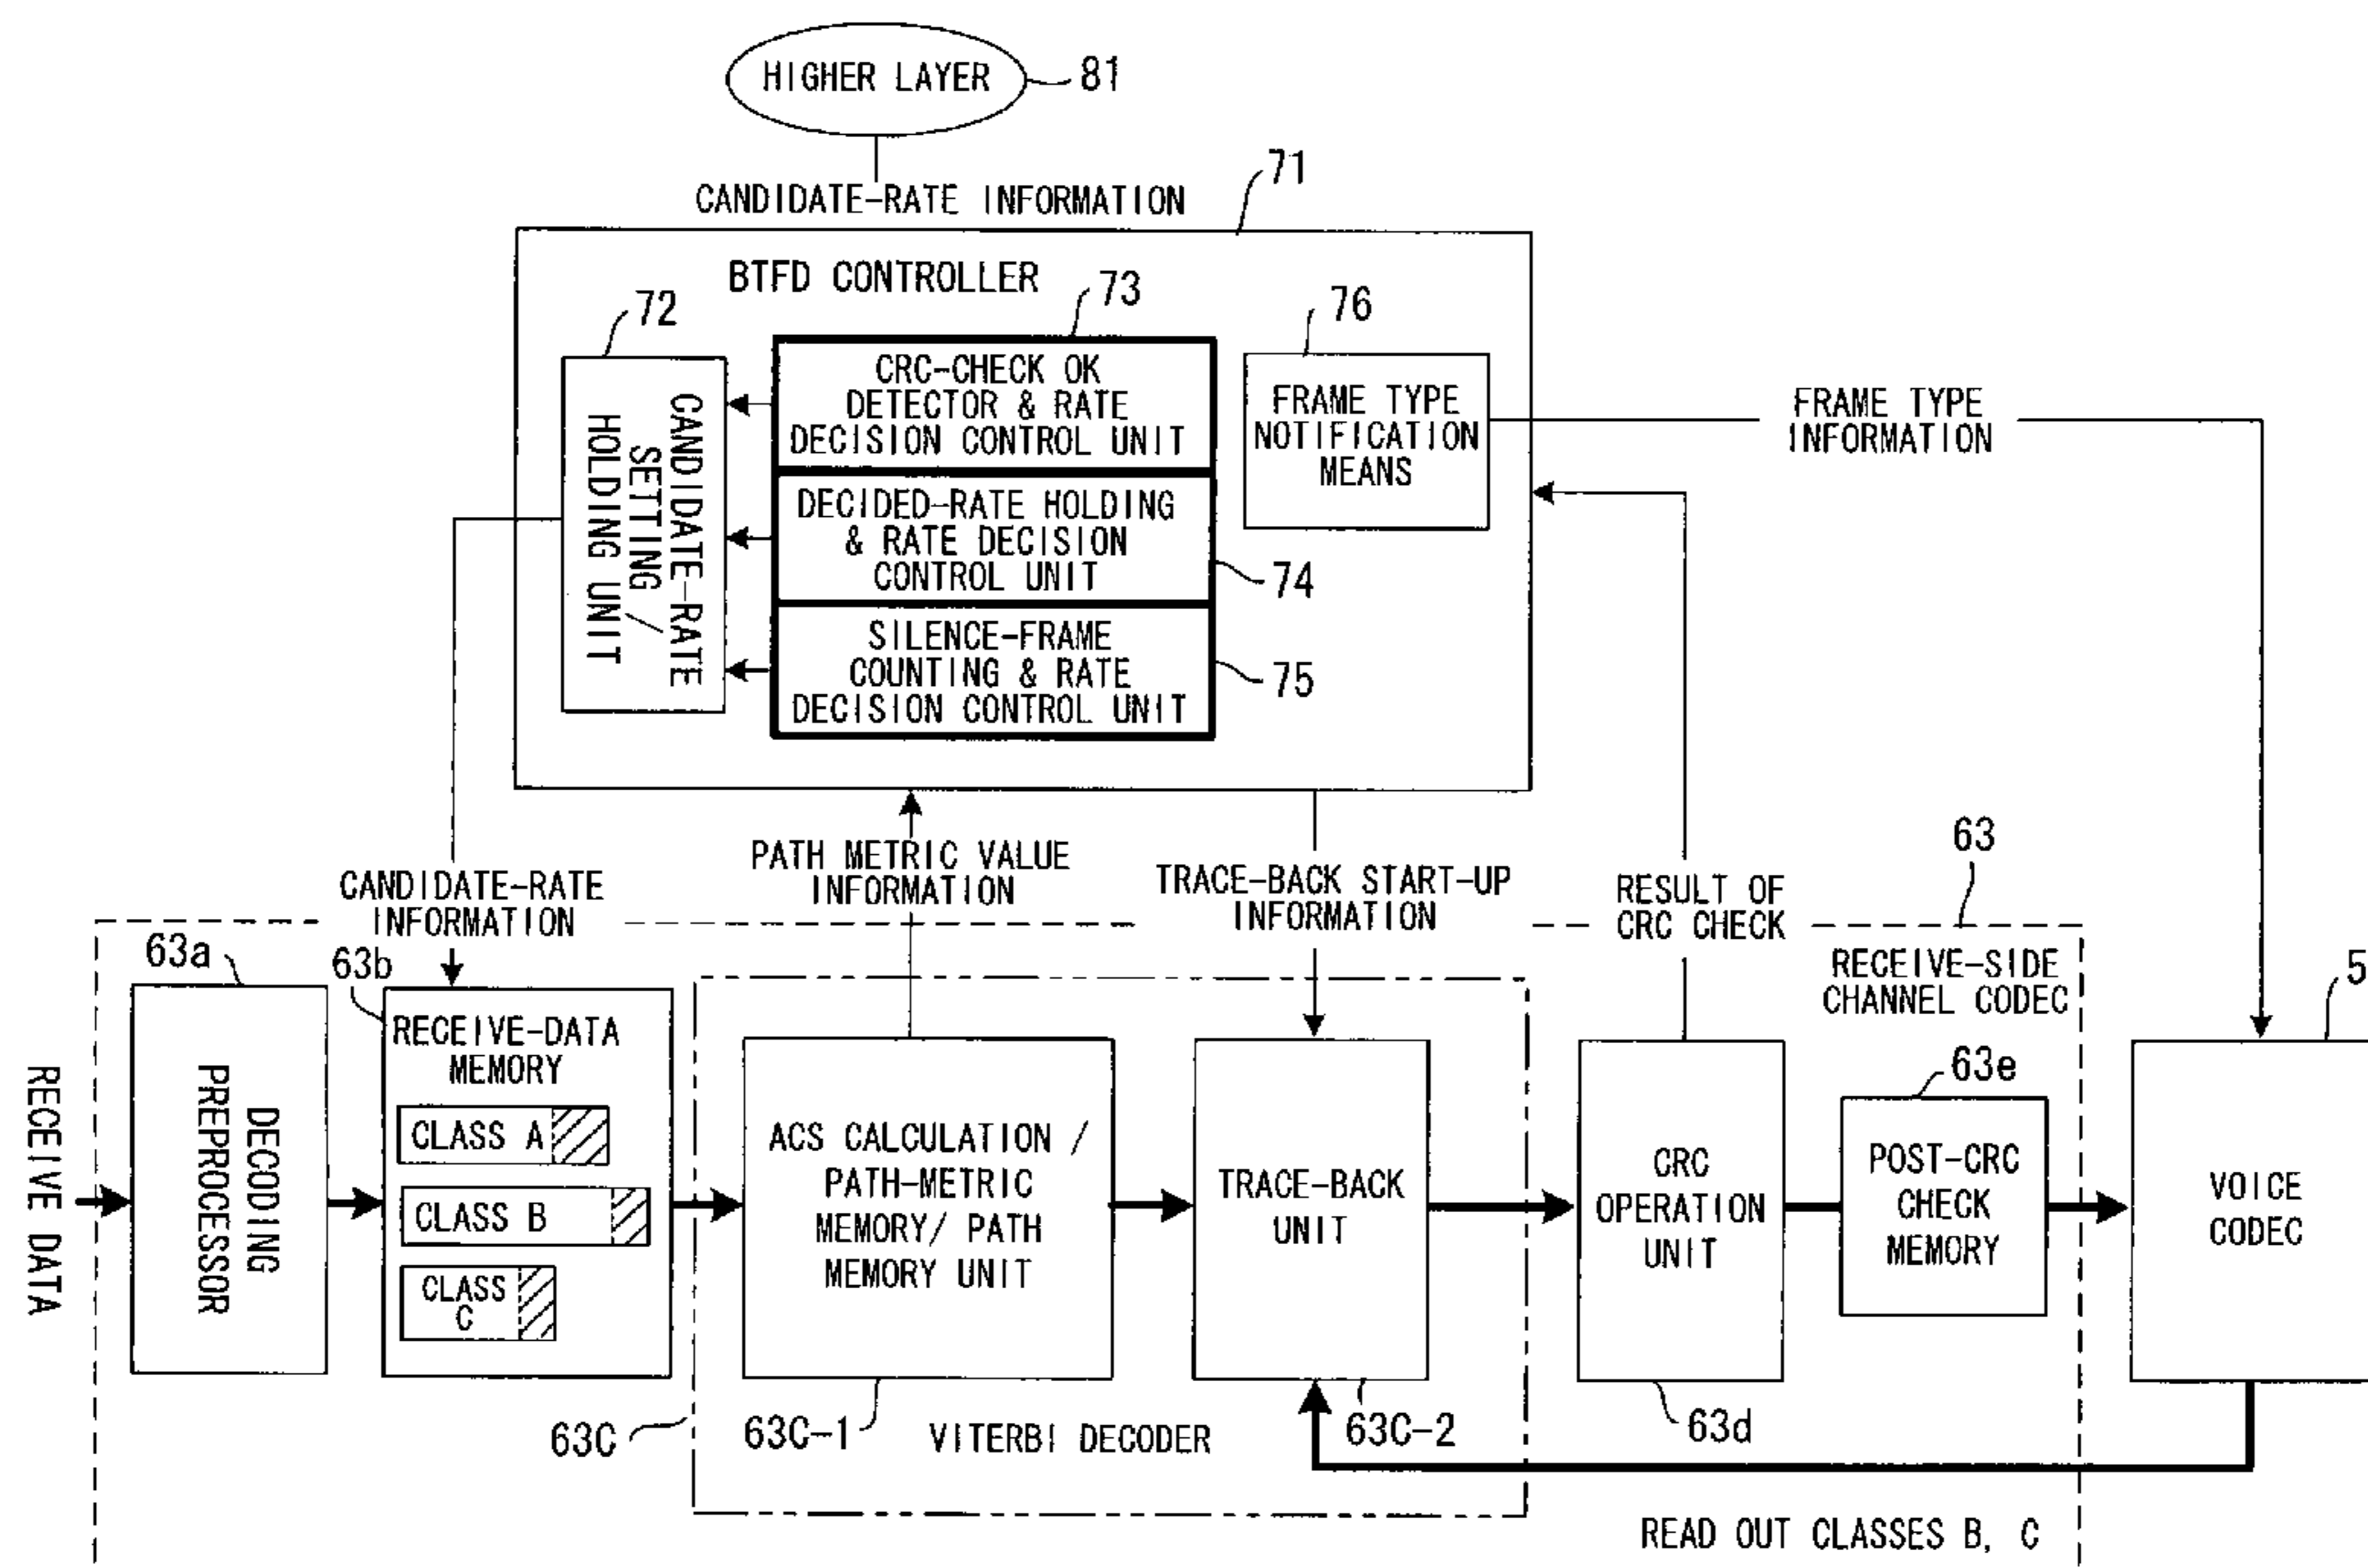 HIGHER LAYER
81
CANDIDATE-RATE INFORMATION
71
BTFD CONTROLLER
72
CANDIDATE-RATE
SETTING /
HOLDING UNIT
73
CRC-CHECK OK
DETECTOR & RATE
DECISION CONTROL UNIT
DECIDED-RATE HOLDING
& RATE DECISION
CONTROL UNIT
74
SILENCE-FRAME
COUNTING & RATE
DECISION CONTROL UNIT
75
76
FRAME TYPE
NOTIFICATION
MEANS
FRAME TYPE
INFORMATION
CANDIDATE-RATE
INFORMATION
PATH METRIC VALUE
INFORMATION
TRACE-BACK START-UP
INFORMATION
RESULT OF
CRC CHECK
63
RECEIVE-SIDE
CHANNEL CODEC
RECEIVE DATA
63a
DECODING
PREPROCESSOR
63b
RECEIVE-DATA
MEMORY
CLASS A
CLASS B
CLASS
C
ACS CALCULATION /
PATH-METRIC
MEMORY/ PATH
MEMORY UNIT
63C
63C-1
VITERBI DECODER
TRACE-BACK
UNIT
63C-2
CRC
OPERATION
UNIT
63d
63e
POST-CRC
CHECK
MEMORY
5
VOICE
CODEC
READ OUT CLASSES B, C